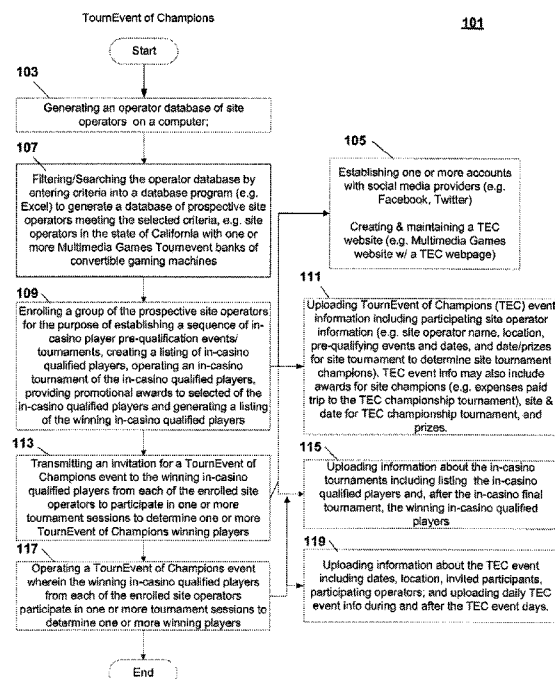 TournEvent of Champions
101
Start
103
Generating an operator database of site
operators on a computer;
107
Filtering/Searching the operator database by
entering criteria into a database program (e.g.
Excel) to generate a database of prospective site
operators meeting the selected criteria, e.g. site
operators in the state of California with one or
more Multimedia Games Tournevent banks of
convertible gaming machines
109
Enrolling a group of the prospective site operators
for the purpose of establishing a sequence of in-
casino player pre-qualification events/
tournaments, creating a listing of in-casino
qualified players, operating an in-casino
tournament of the in-casino qualified players,
providing promotional awards to selected of the
in-casino qualified players and generating a listing
of the winning in-casino qualified players
113
Transmitting an invitation for a TournEvent of
Champions event to the winning in-casino
qualified players from each of the enrolled site
operators to participate in one or more
tournament sessions to determine one or more
TournEvent of Champions winning players
117
Operating a TournEvent of Champions event
wherein the winning in-casino qualified players
from each of the enrolled site operators
participate in one or more tournament sessions to
determine one or more winning players
End
105
Establishing one or more accounts
with social media providers (e.g.
Facebook, Twitter)
Creating & maintaining a TEC
website (e.g. Multimedia Games
website w/ a TEC webpage)
111
Uploading TournEvent of Champions (TEC) event
information including participating site operator
information (e.g. site operator name, location,
pre-qualifying events and dates, and date/prizes
for site tournament to determine site tournament
champions). TEC event info may also include
awards for site champions (e.g. expenses paid
trip to the TEC championship tournament), site &
date for TEC championship tournament, and
prizes.
115
Uploading information about the in-casino
tournaments including listing the in-casino
qualified players and, after the in-casino final
tournament, the winning in-casino qualified
players
119
Uploading information about the TEC event
including dates, location, invited participants,
participating operators; and uploading daily TEC
event info during and after the TEC event days.